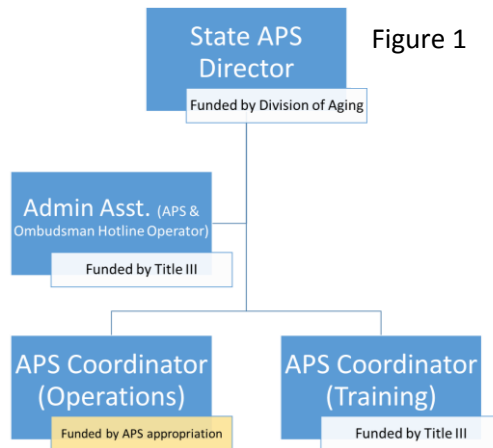 Figure 1
State APS
Director
Funded by Division of Aging
Admin Asst. (APS &
Ombudsman Hotline Operator)
Funded by Title III
APS Coordinator
(Operations)
Funded by APS appropriation
APS Coordinator
(Training)
Funded by Title III